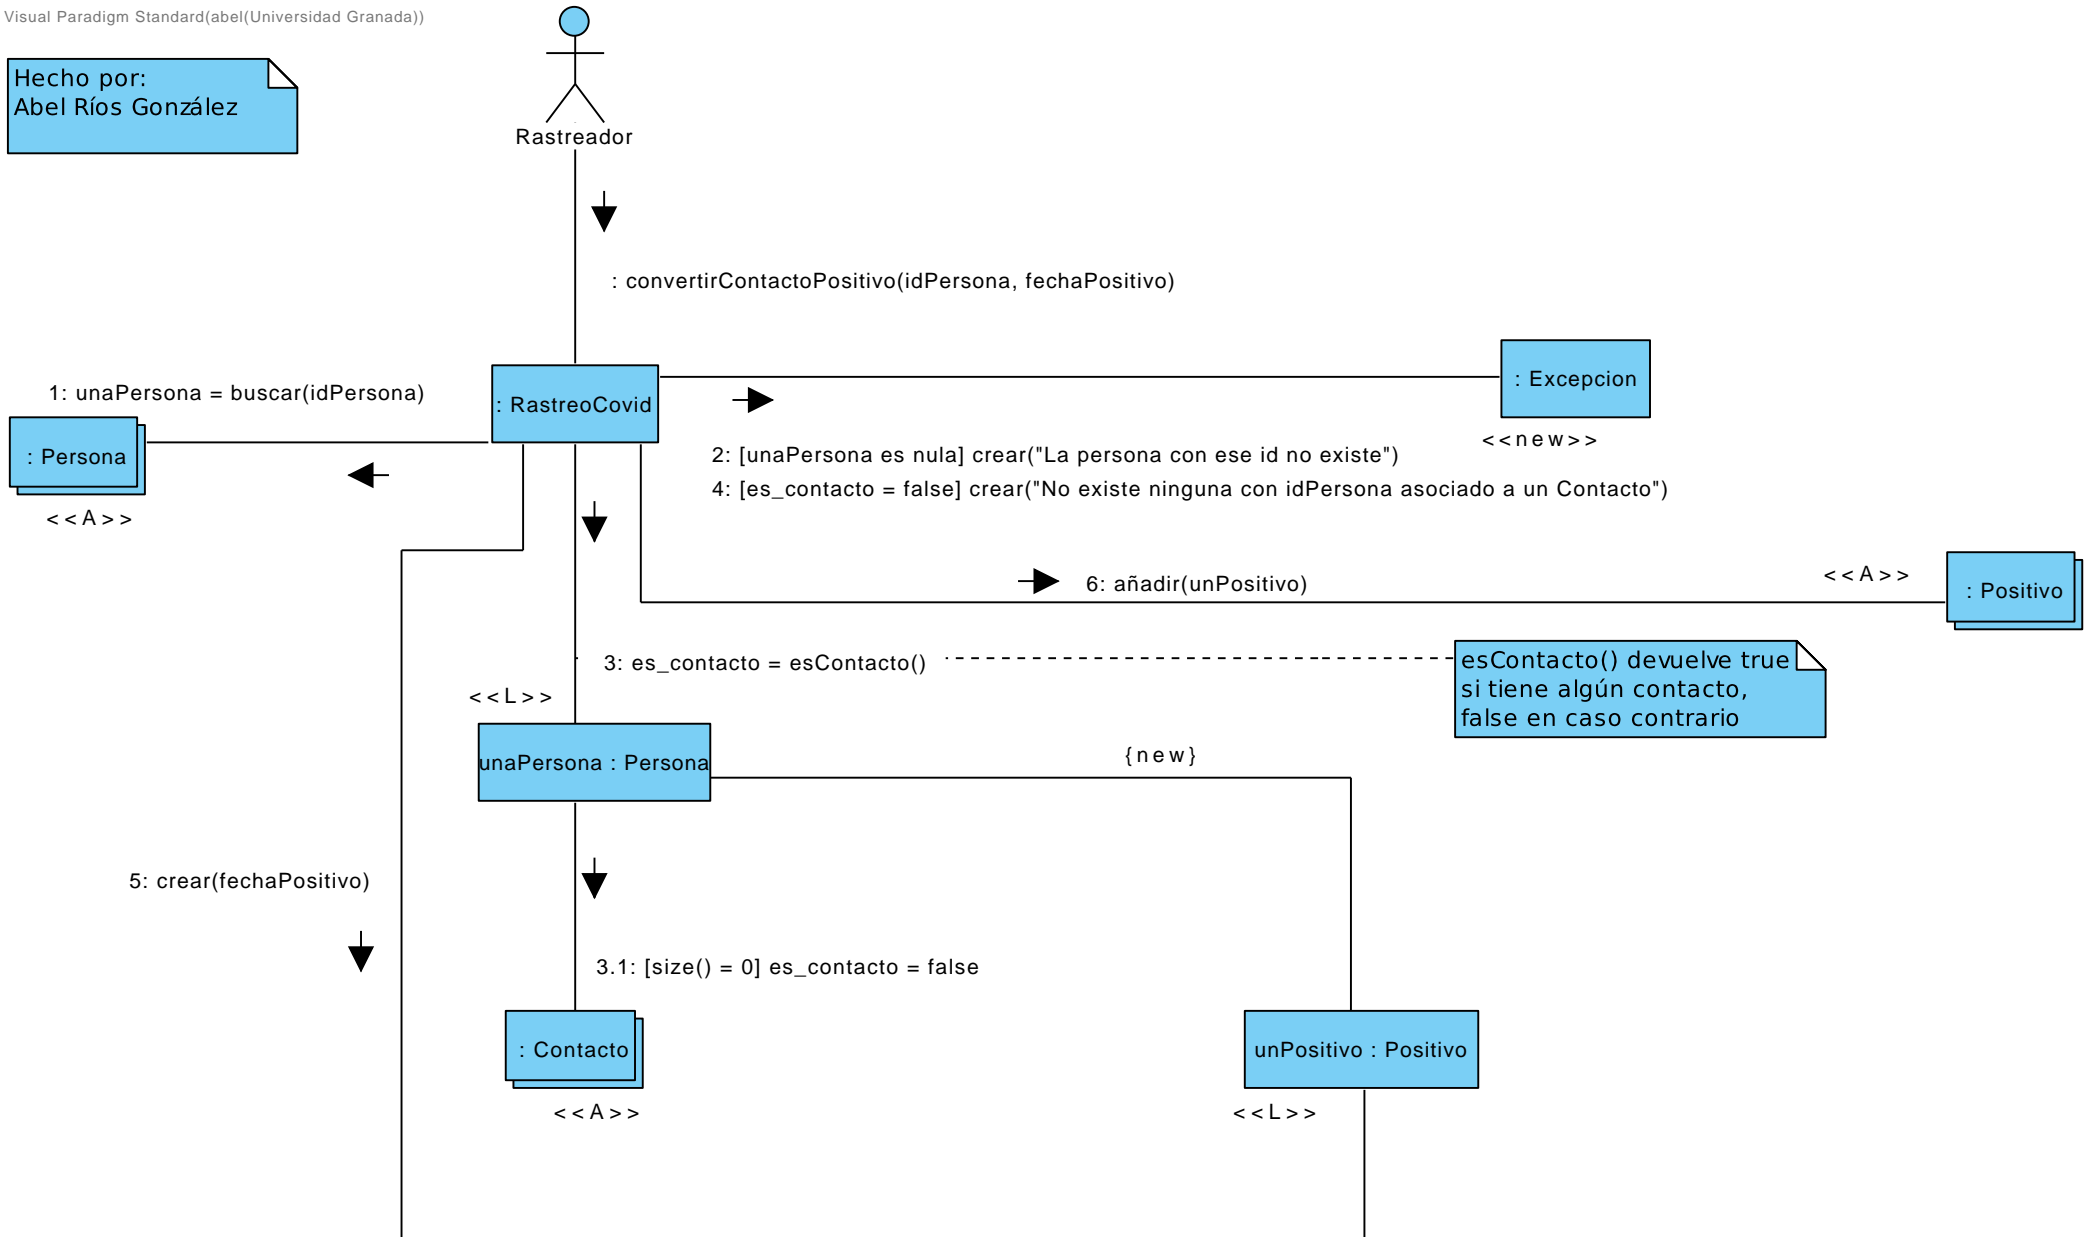 Visual Paradigm Standard(abel(Universidad Granada))
Hecho por:
Abel Ríos González
Rastreador
: convertirContactoPositivo(idPersona, fechaPositivo)
1: unaPersona = buscar(idPersona)
: RastreoCovid
: Excepcion
<<new>>
: Persona
<<A>>
2: [unaPersona es nula] crear("La persona con ese id no existe")
4: [es_contacto = false] crear("No existe ninguna con idPersona asociado a un Contacto")
6: añadir(unPositivo)
<<A>>
: Positivo
3: es_contacto = esContacto()
esContacto() devuelve true
si tiene algún contacto,
false en caso contrario
<<L>>
unaPersona : Persona
{new}
5: crear(fechaPositivo)
3.1: [size() = 0] es_contacto = false
: Contacto
<<A>>
unPositivo : Positivo
<<L>>